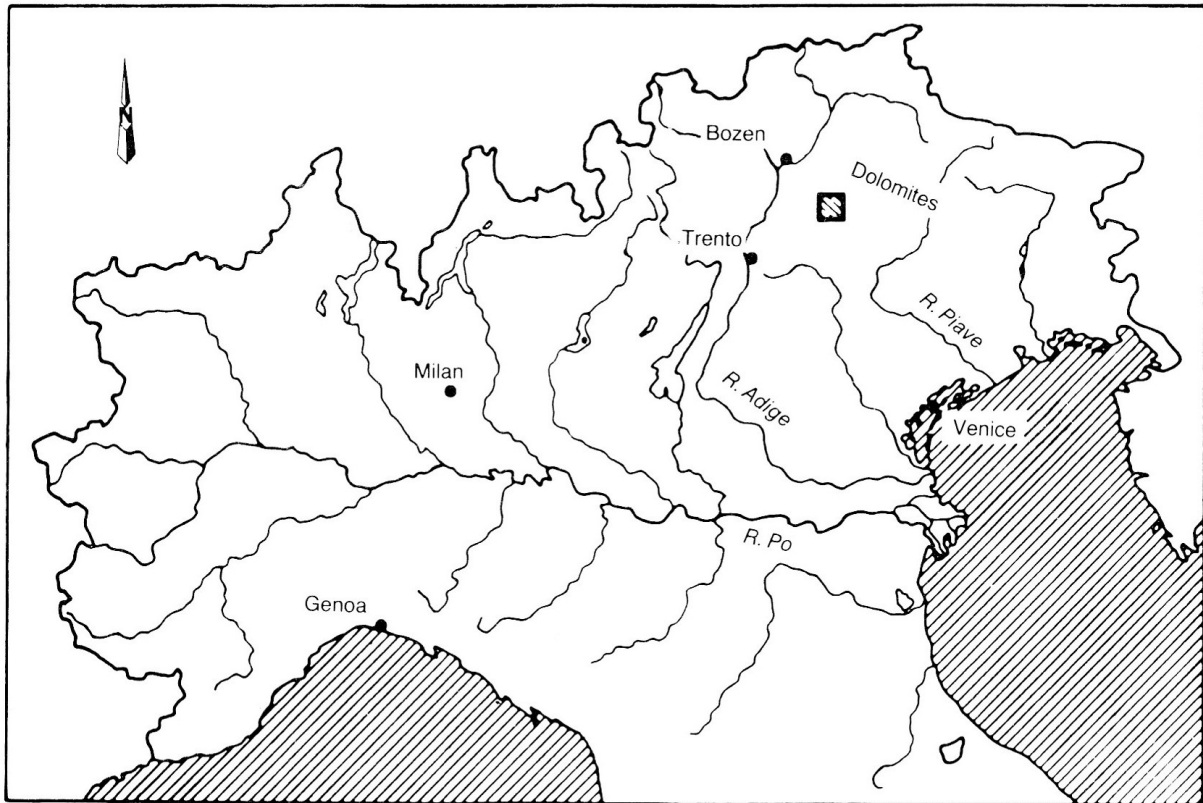 N
Bozen
Dolomites
Trento
R. Piave
Milan
R. Adige
Venice
R. Po
Genoa